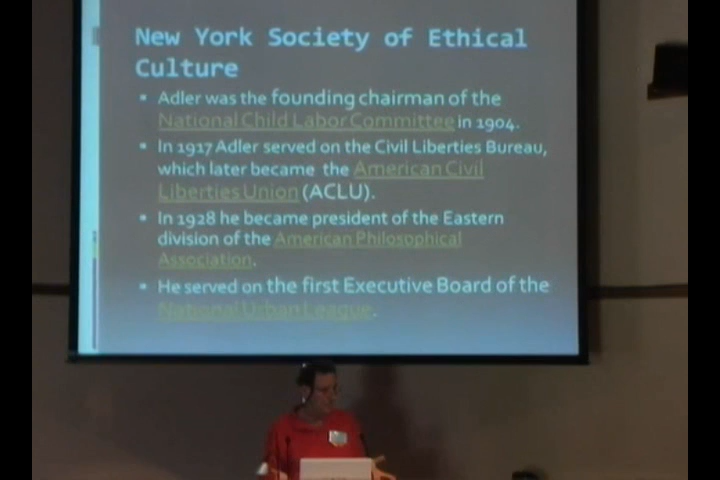 New York Society of Ethical
Culture
▪ Adler was the founding chairman of the
National Child Labor Committee in 1904.
▪ In 1917 Adler served on the Civil Liberties Bureau,
which later became the American Civil
Liberties Union (ACLU).
▪ In 1928 he became president of the Eastern
division of the American Philosophical
Association.
▪ He served on the first Executive Board of the
National Urban League.